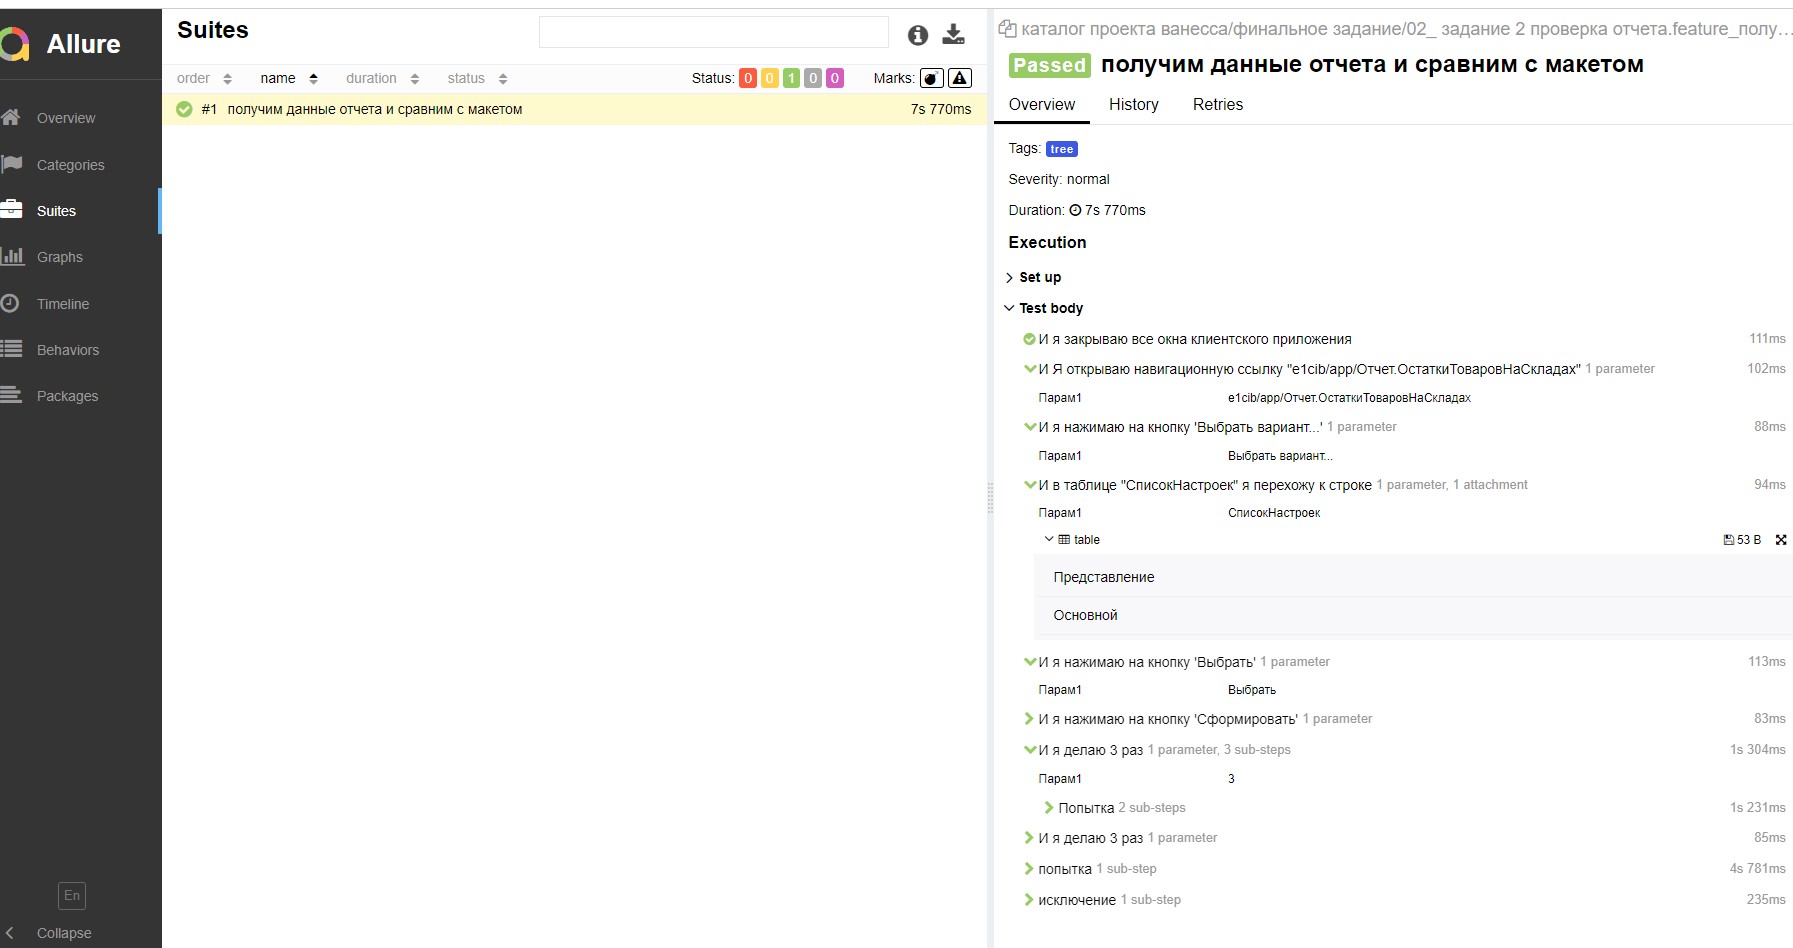 Allure
Overview
Categories
Suites
Graphs
Timeline
Behaviors
Packages
En
Collapse
Suites
order name duration status Status: 0 0 1 0 0 Marks:
#1 получим данные отчета и сравним с макетом 7s 770ms
каталог проекта ванесса/финальное задание/02_ задание 2 проверка отчета.feature_полу...
Passed получим данные отчета и сравним с макетом
Overview History Retries
Tags: tree
Severity: normal
Duration: 7s 770ms
Execution
Set up
Test body
И я закрываю все окна клиентского приложения 111ms
И Я открываю навигационную ссылку "e1cib/app/Отчет.ОстаткиТоваровНаСкладах" 1 parameter 102ms
Парам1 e1cib/app/Отчет.ОстаткиТоваровНаСкладах
И я нажимаю на кнопку 'Выбрать вариант...' 1 parameter 88ms
Парам1 Выбрать вариант...
И в таблице "СписокНастроек" я перехожу к строке 1 parameter, 1 attachment 94ms
Парам1 СписокНастроек
table 53 B
Представление
Основной
И я нажимаю на кнопку 'Выбрать' 1 parameter 113ms
Парам1 Выбрать
И я нажимаю на кнопку 'Сформировать' 1 parameter 83ms
И я делаю 3 раз 1 parameter, 3 sub-steps 1s 304ms
Парам1 3
Попытка 2 sub-steps 1s 231ms
И я делаю 3 раз 1 parameter 85ms
попытка 1 sub-step 4s 781ms
исключение 1 sub-step 235ms